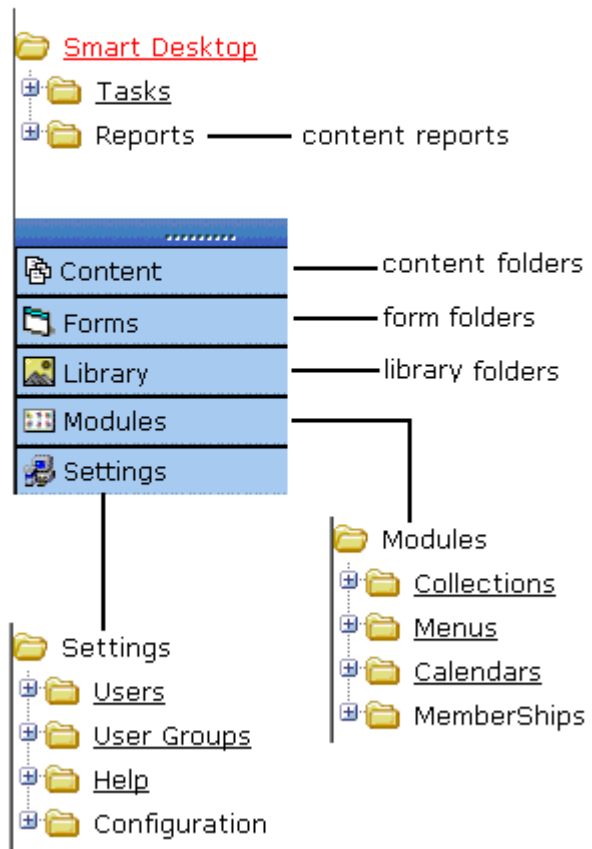 Smart Desktop
Tasks
Reports content reports
Content content folders
Forms form folders
Library library folders
Modules
Settings
Modules
Collections
Menus
Calendars
MemberShips
Settings
Users
User Groups
Help
Configuration